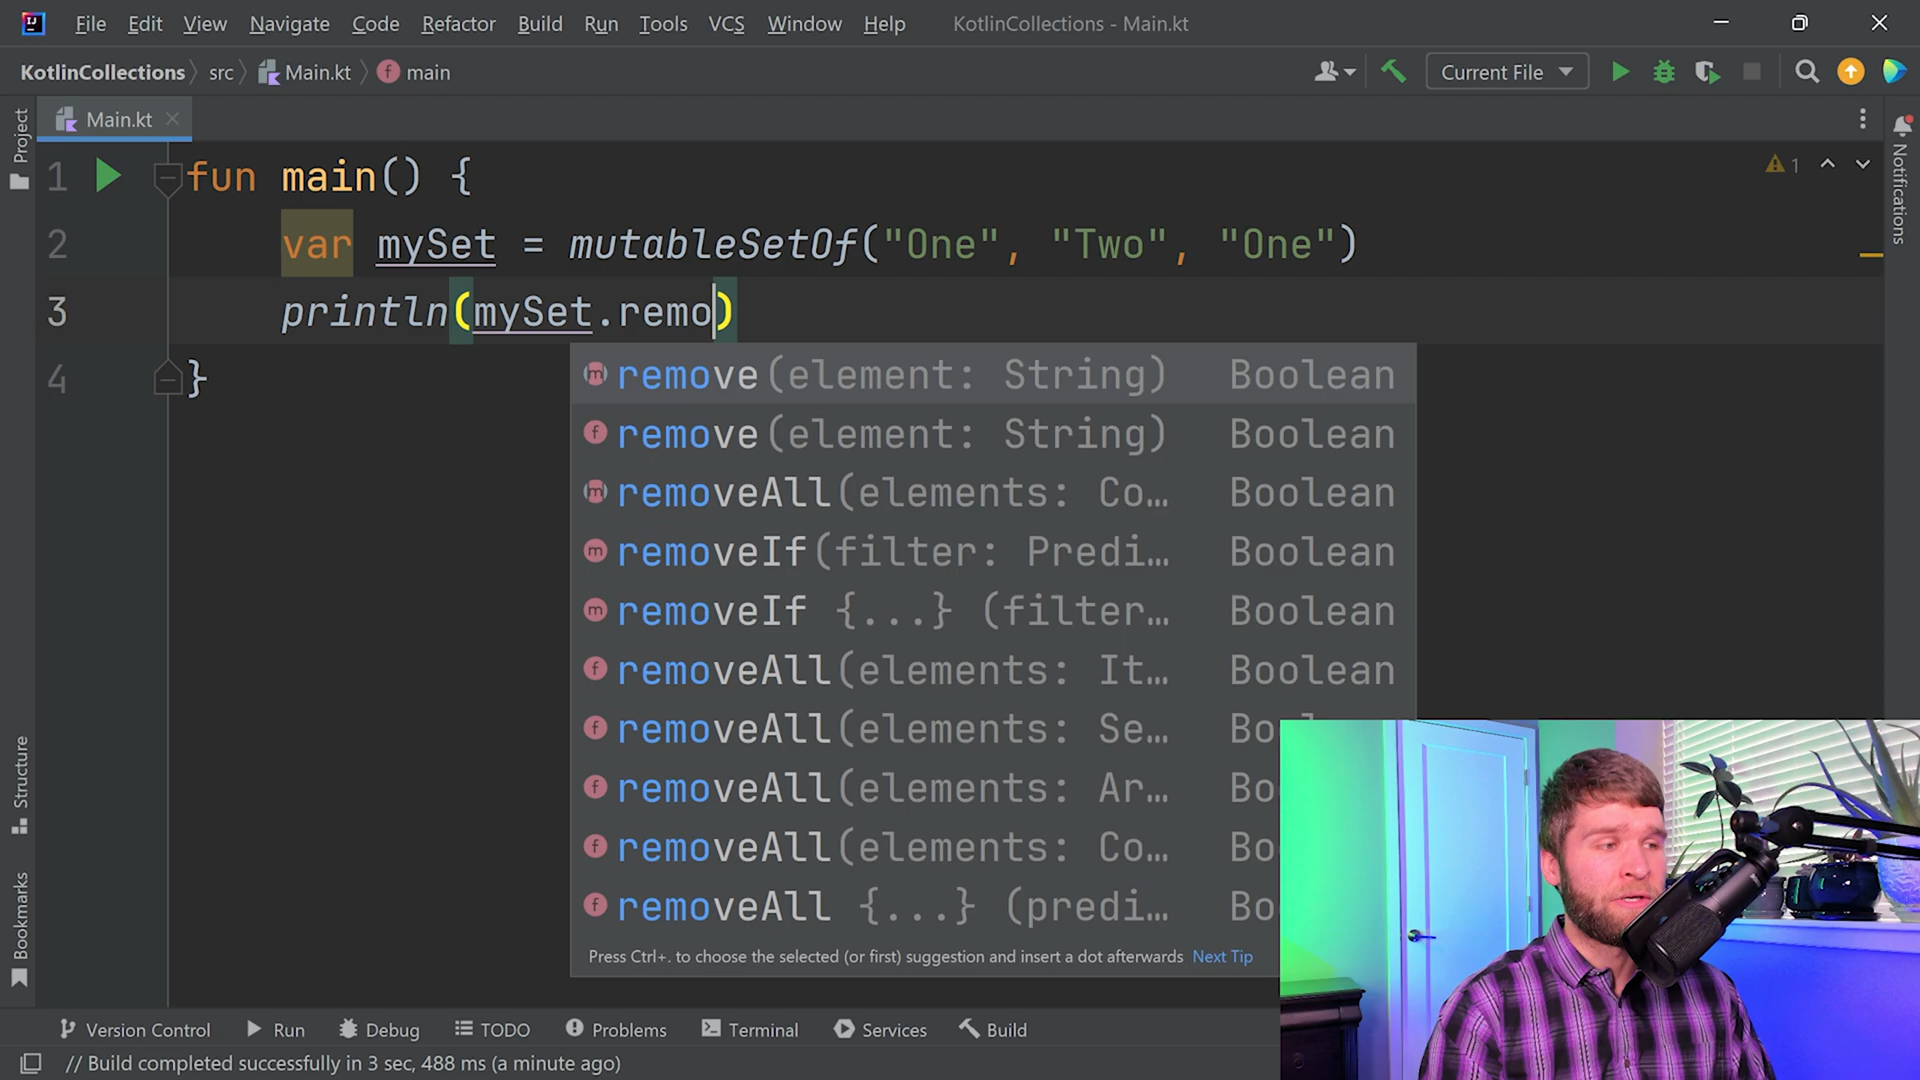 File Edit View Navigate Code Refactor Build Run Tools VCS Window Help KotlinCollections - Main.kt
KotlinCollections src Main.kt main Current File
Project
Main.kt
Notifications
1 fun main() {
1
2 var mySet = mutableSetOf("One", "Two", "One")
3 println(mySet.remo)
4 }
remove(element: String) Boolean
remove(element: String) Boolean
removeAll(elements: Co… Boolean
removeIf(filter: Predi… Boolean
removeIf {...} (filter… Boolean
removeAll(elements: It… Boolean
removeAll(elements: Se… Bo
removeAll(elements: Ar… Bo
removeAll(elements: Co… Bo
removeAll {...} (predi… Bo
Press Ctrl+. to choose the selected (or first) suggestion and insert a dot afterwards Next Tip
Structure
Bookmarks
Version Control Run Debug TODO Problems Terminal Services Build
// Build completed successfully in 3 sec, 488 ms (a minute ago)